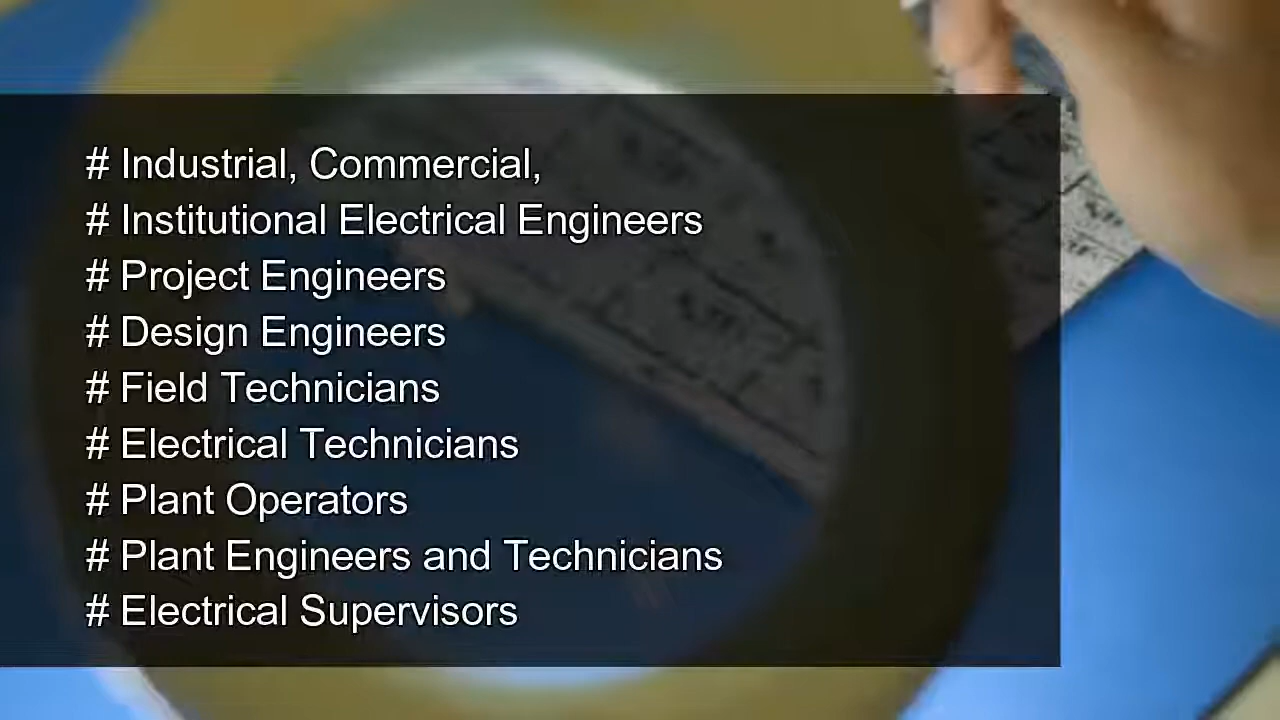 # Industrial, Commercial,
# Institutional Electrical Engineers
# Project Engineers
# Design Engineers
# Field Technicians
# Electrical Technicians
# Plant Operators
# Plant Engineers and Technicians
# Electrical Supervisors